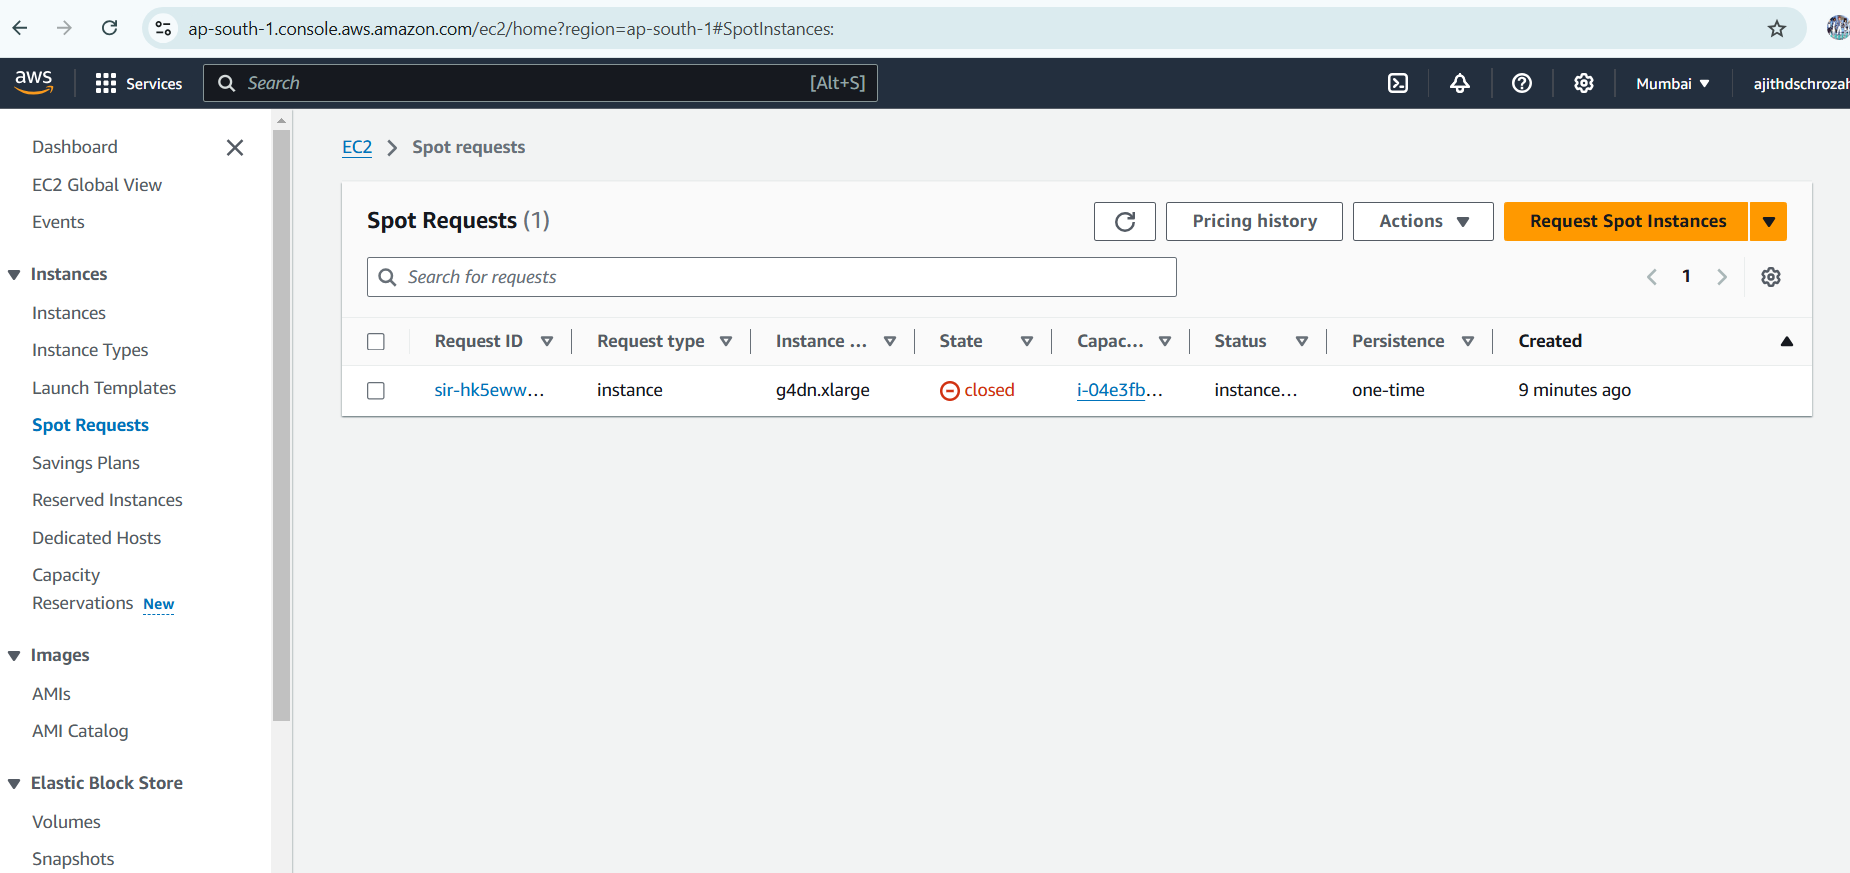 ap-south-1.console.aws.amazon.com/ec2/home?region=ap-south-1#SpotInstances:
aws Services Search [Alt+S] Mumbai ajithdschrozah
Dashboard
EC2 Global View
Events
Instances
Instances
Instance Types
Launch Templates
Spot Requests
Savings Plans
Reserved Instances
Dedicated Hosts
Capacity
Reservations New
Images
AMIs
AMI Catalog
Elastic Block Store
Volumes
Snapshots
EC2 Spot requests
Spot Requests (1) Pricing history Actions Request Spot Instances
Search for requests 1
Request ID Request type Instance ... State Capac... Status Persistence Created
sir-hk5eww... instance g4dn.xlarge closed i-04e3fb... instance... one-time 9 minutes ago